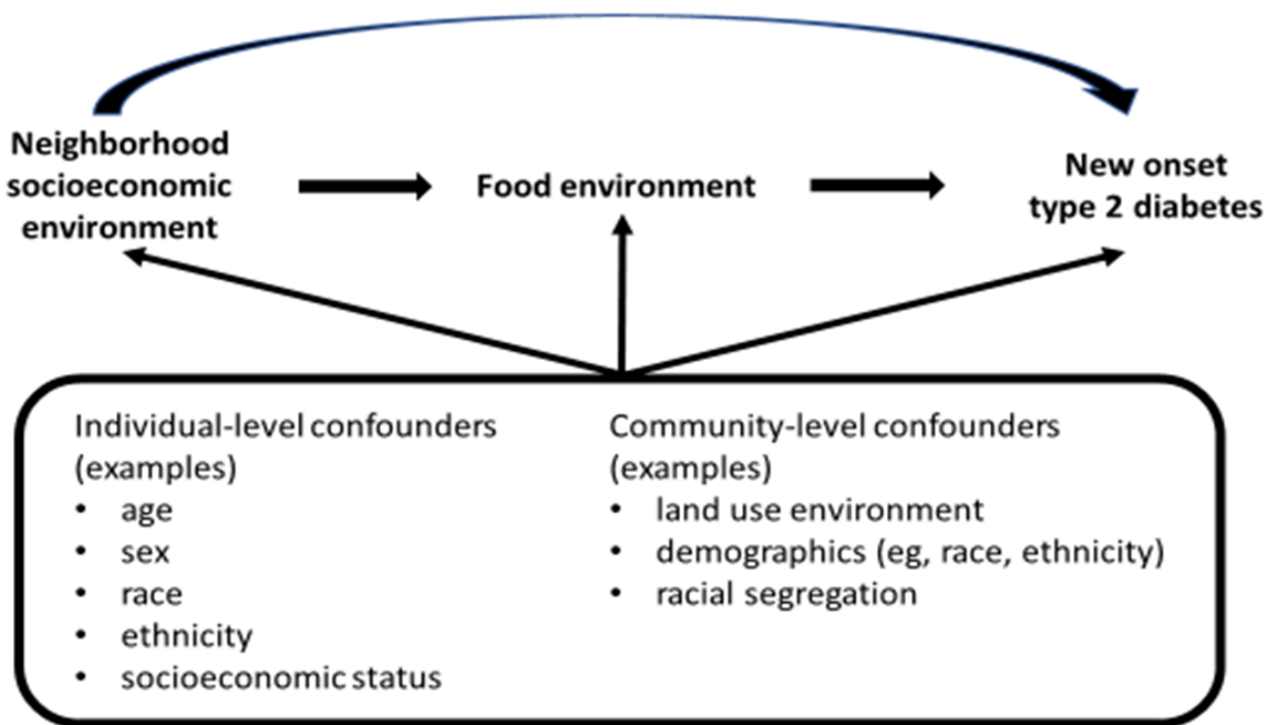 Neighborhood
socioeconomic
environment
Food environment
New onset
type 2 diabetes
Individual-level confounders
(examples)
• age
• sex
• race
• ethnicity
• socioeconomic status
Community-level confounders
(examples)
• land use environment
• demographics (eg, race, ethnicity)
• racial segregation